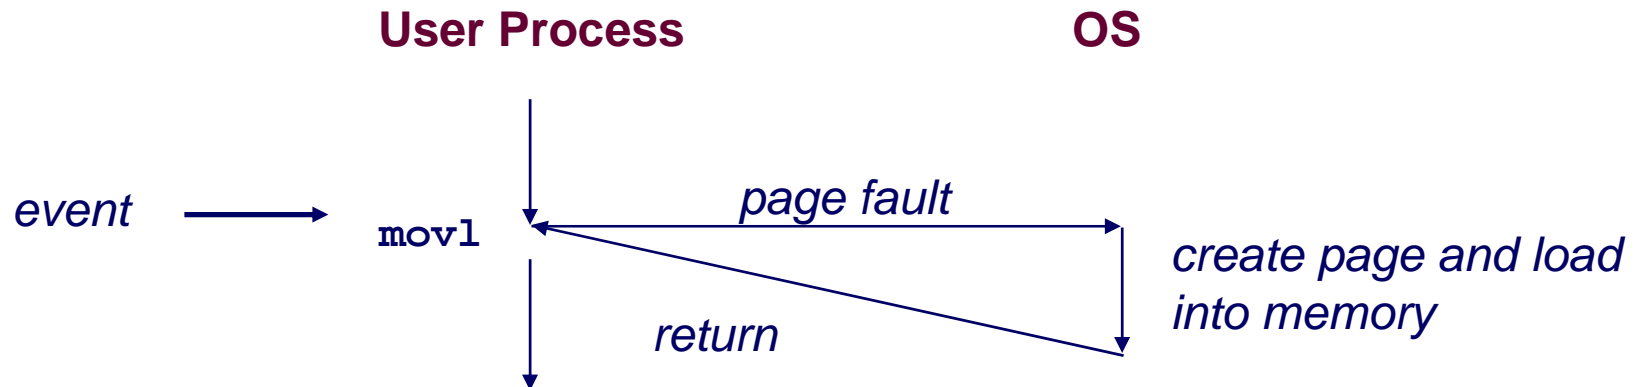 User Process OS
event
movl
page fault
create page and load
into memory
return